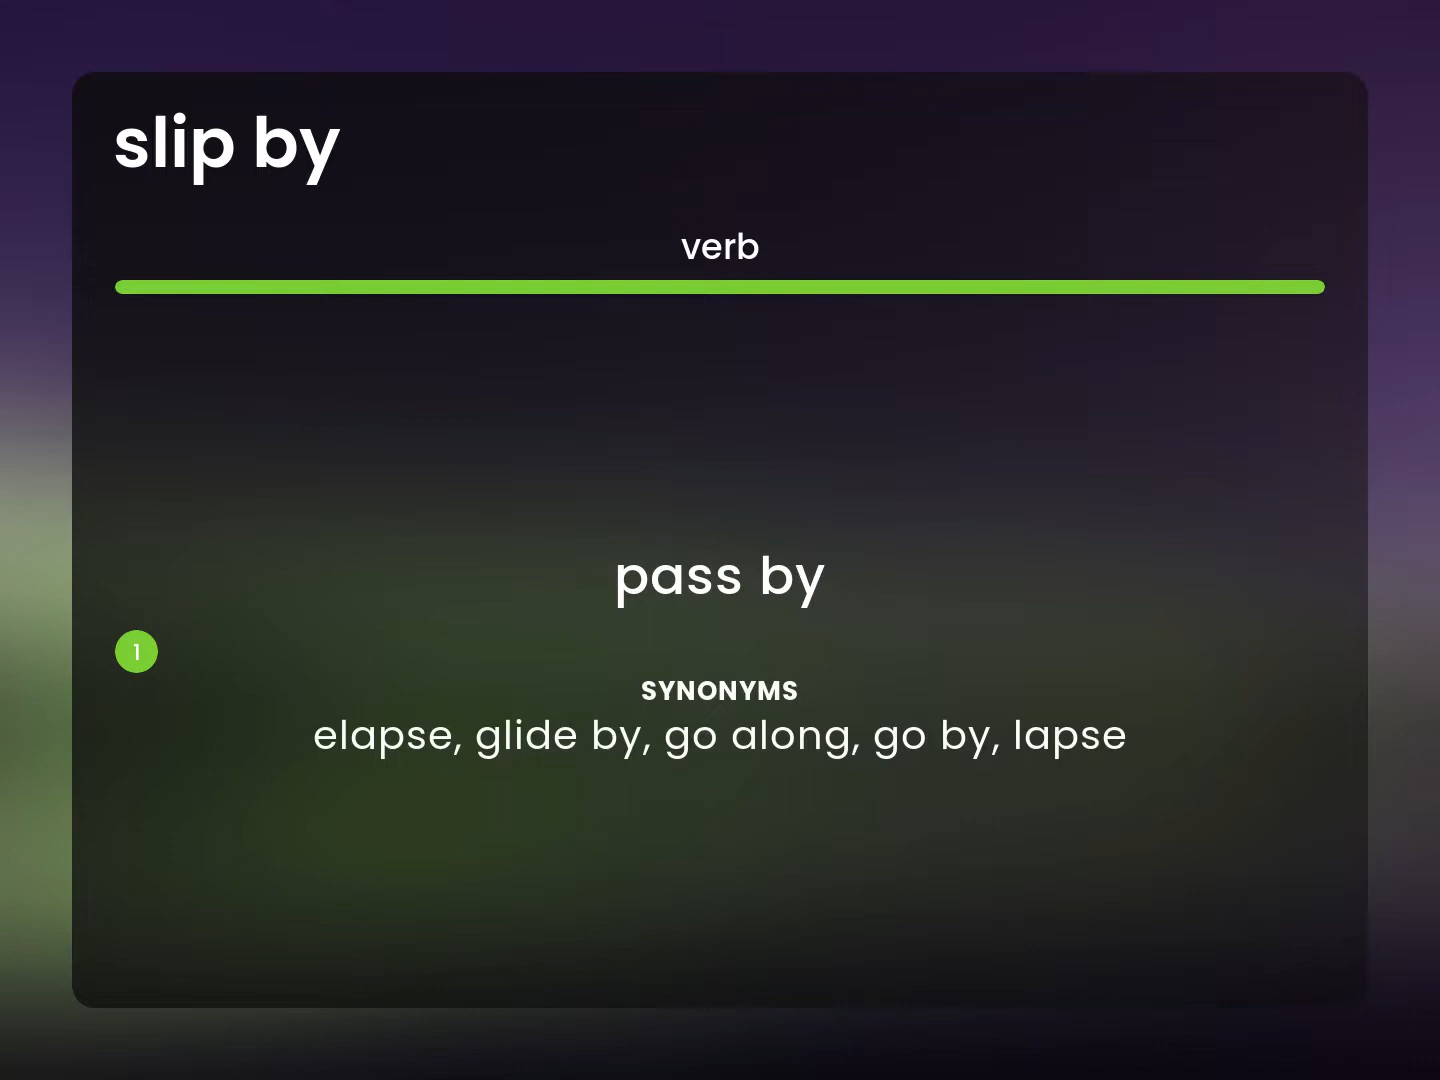 slip by
verb
pass by
1
SYNONYMS
elapse, glide by, go along, go by, lapse